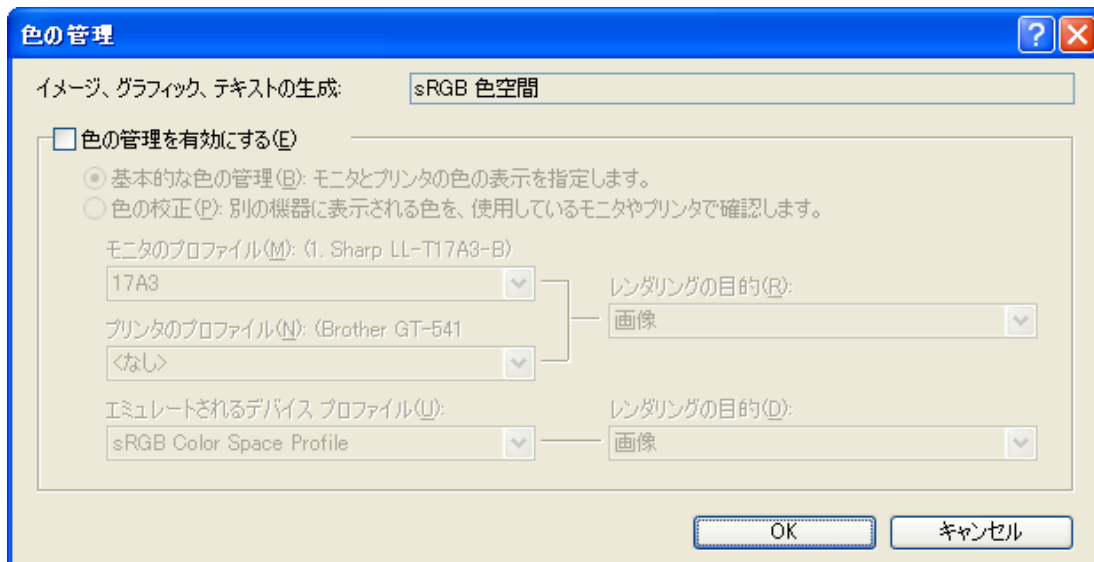 色の管理
イメージ、グラフィック、テキストの生成: sRGB 色空間
色の管理を有効にする(E)
基本的な色の管理(B): モニタとプリンタの色の表示を指定します。
色の校正(P): 別の機器に表示される色を、使用しているモニタやプリンタで確認します。
モニタのプロファイル(M): (1. Sharp LL-T17A3-B)
17A3
レンダリングの目的(R):
画像
プリンタのプロファイル(N): (Brother GT-541
<なし>
エミュレートされるデバイス プロファイル(U):
sRGB Color Space Profile
レンダリングの目的(D):
画像
OK キャンセル